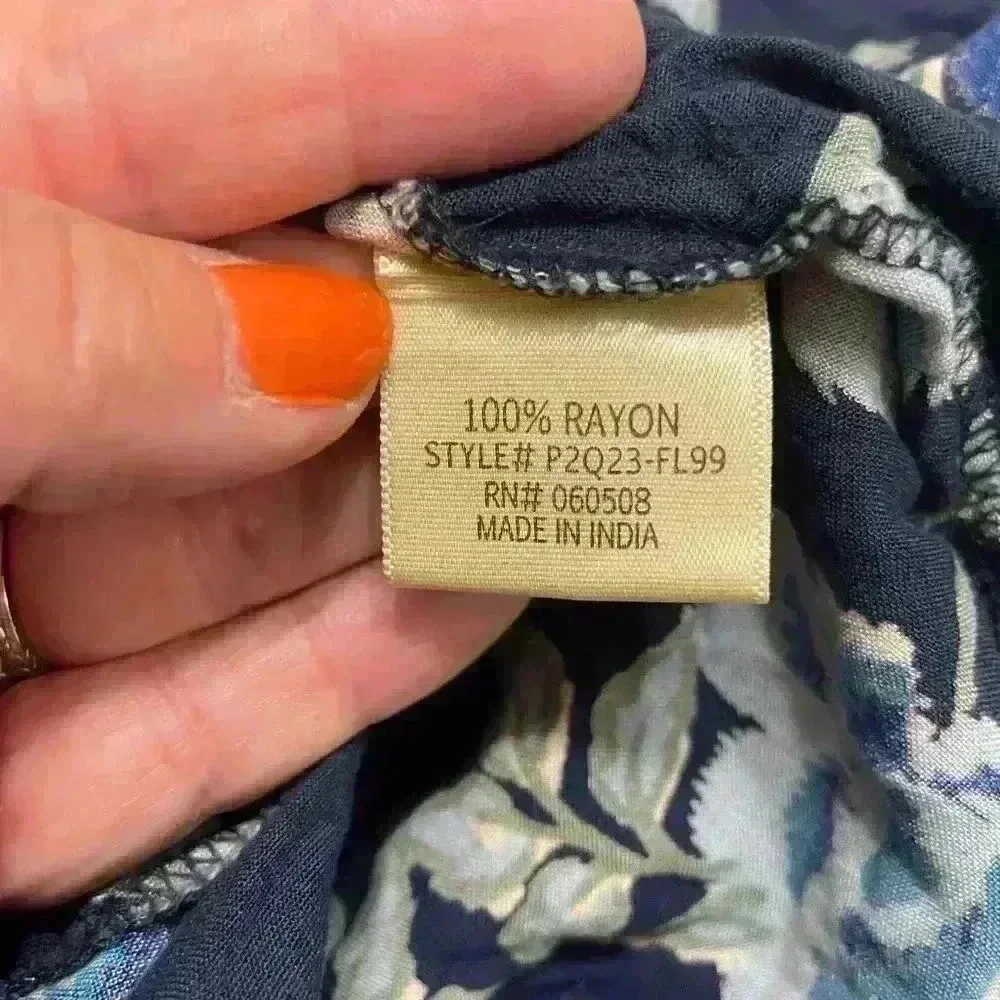 100% RAYON
STYLE# P2Q23-FL99
RN# 060508
MADE IN INDIA